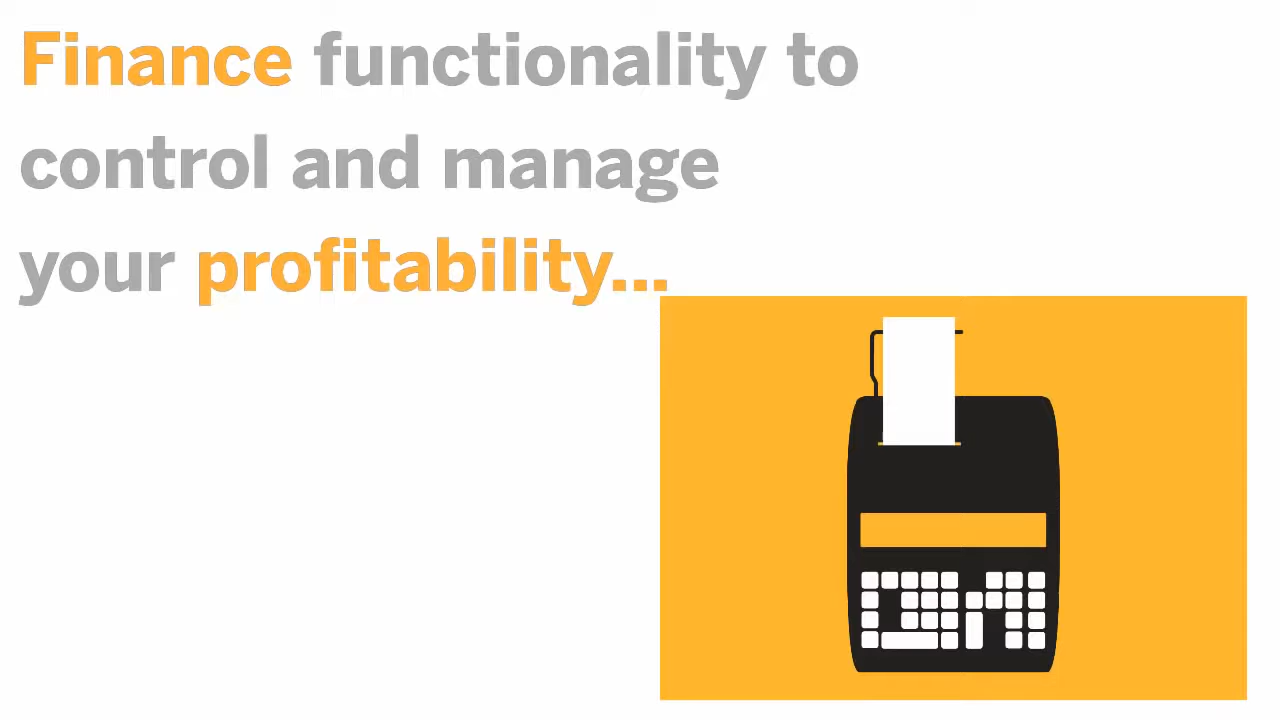 Finance functionality to
control and manage
your profitability...